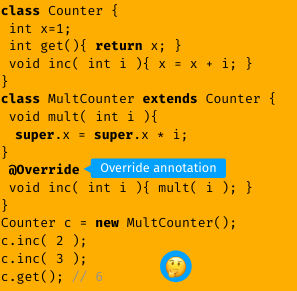 class Counter {
 int x=1;
 int get(){ return x; }
 void inc( int i ){ x = x + i; }
}
class MultCounter extends Counter {
 void mult( int i ){
  super.x = super.x * i;
}
 @Override Override annotation
 void inc( int i ){ mult( i ); }
}
Counter c = new MultCounter();
c.inc( 2 );
c.inc( 3 );
c.get(); // 6